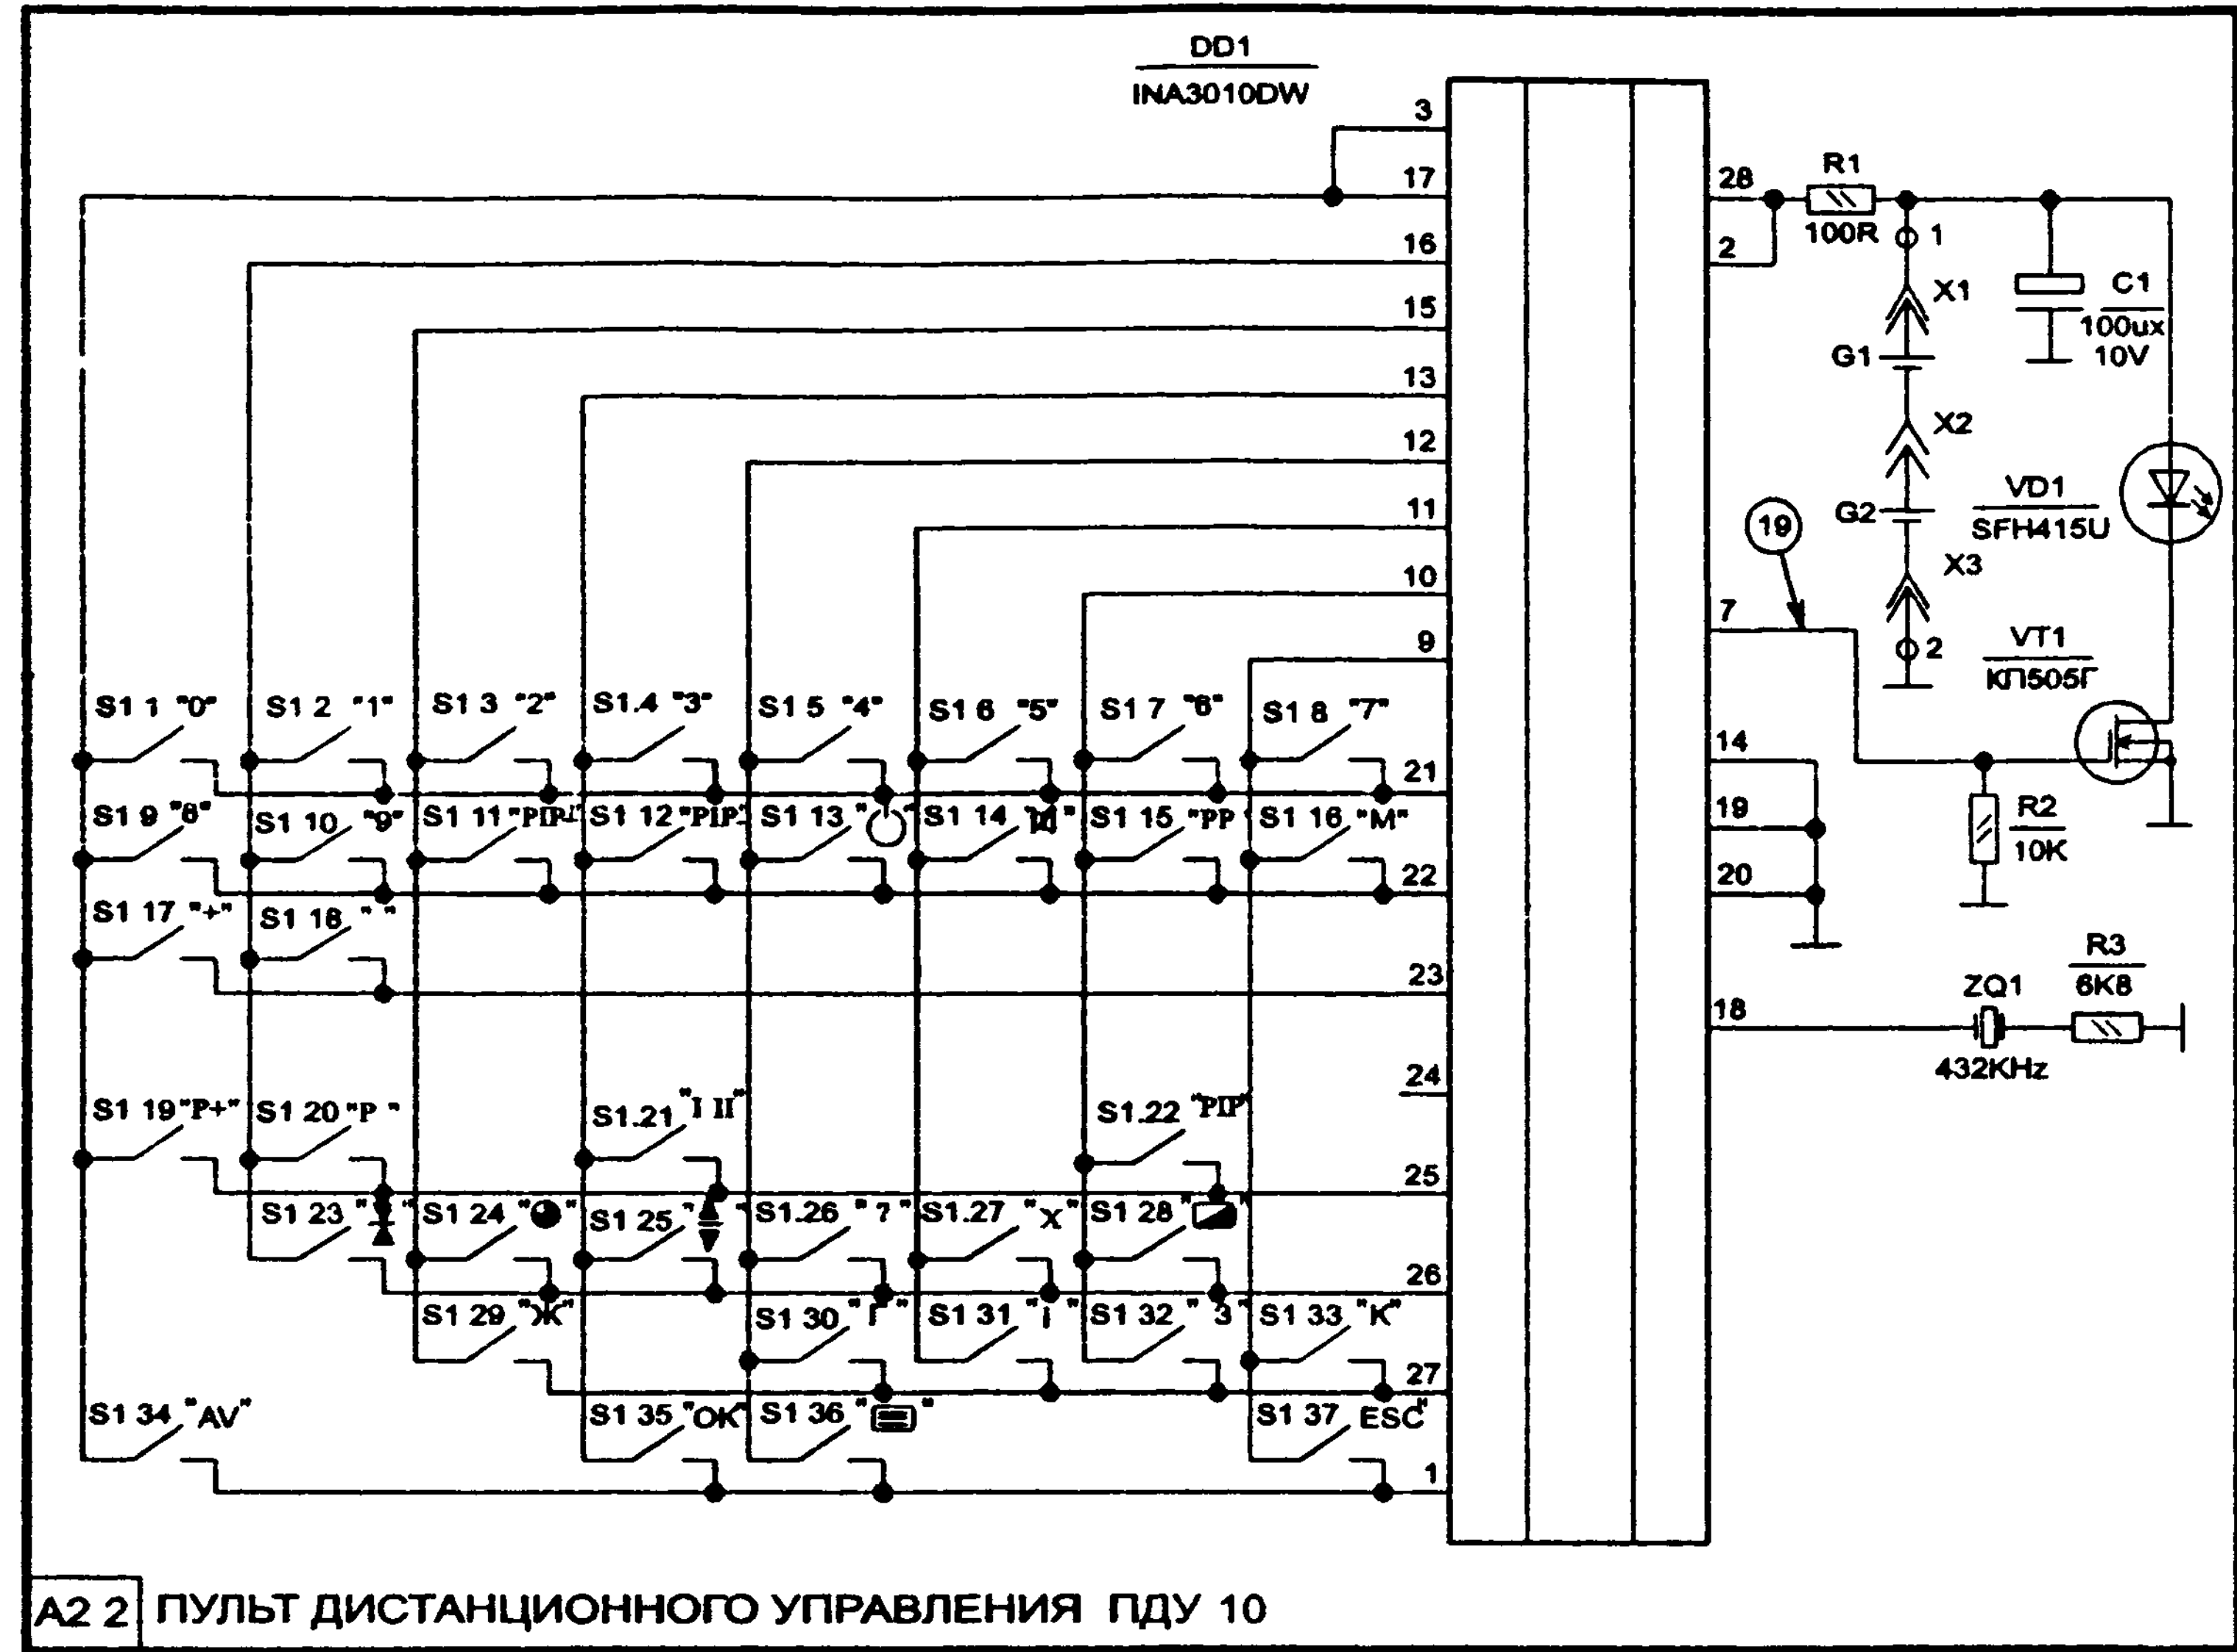 DD1
INA3010DW
3
17
16
15
13
12
11
10
9
28
2
R1
100R
1
X1
G1
X2
G2
X3
2
C1
100ux
10V
VD1
SFH415U
19
7
VT1
КП505Г
14
19
20
R2
10K
18
ZQ1
432KHz
R3
6K8
S1 1 "0"
S1 2 "1"
S1 3 "2"
S1.4 "3"
S1 5 "4"
S1 6 "5"
S1 7 "6"
S1 8 "7"
21
S1 9 "8"
S1 10 "9"
S1 11 "PIP
S1 12 "PIP
S1 13 " "
S1 14 " "
S1 15 "PP
S1 16 "M"
22
S1 17 "+"
S1 18 " "
23
24
S1 19 "P+"
S1 20 "P "
S1.21 "I II"
S1.22 "PIP"
25
S1 23 " "
S1 24 " "
S1 25 " "
S1.26 " ? "
S1.27 "X"
S1 28 " "
26
S1 29 "Ж"
S1 30 "Г"
S1 31 "i "
S1 32 " З"
S1 33 "К"
27
S1 34 "AV"
S1 35 "OK"
S1 36 " "
S1 37 ESC"
1
A2 2 ПУЛЬТ ДИСТАНЦИОННОГО УПРАВЛЕНИЯ ПДУ 10